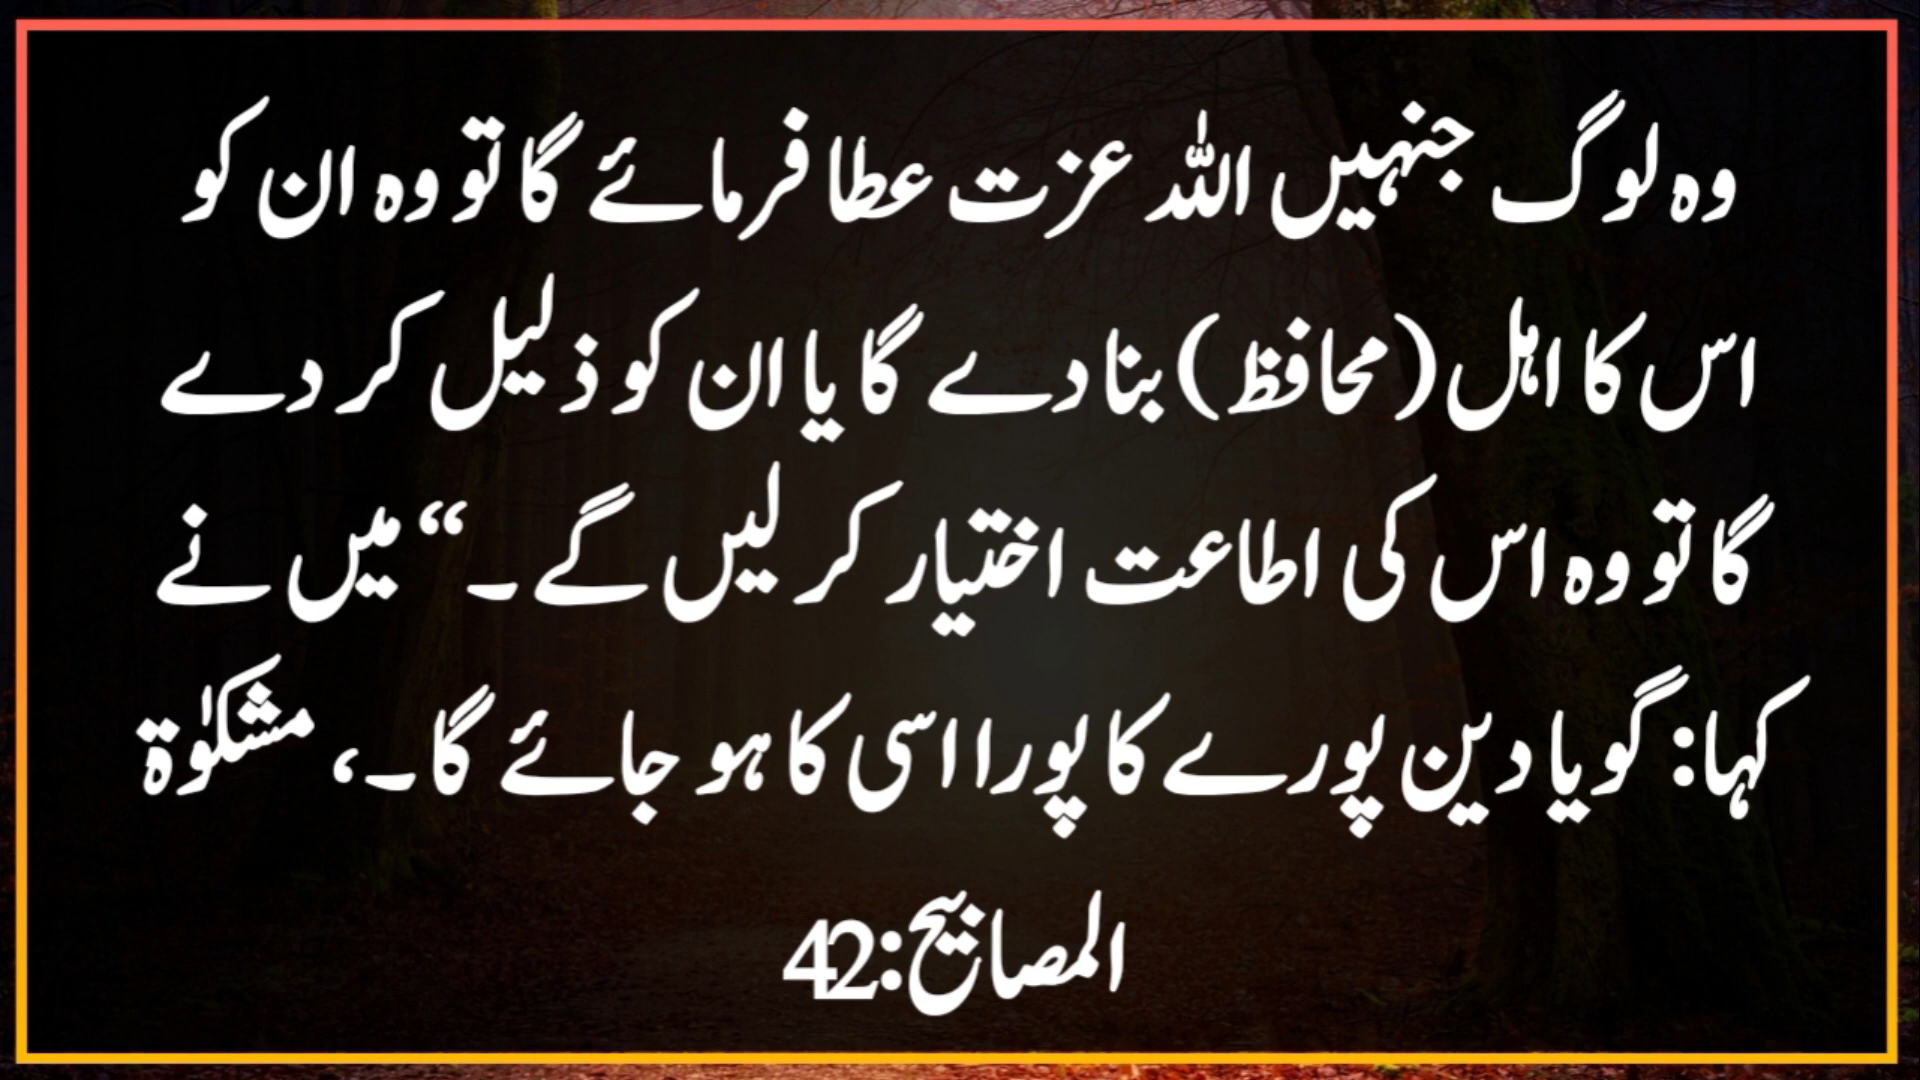 وہ لوگ جنہیں اللہ عزت عطا فرمائے گا تو وہ ان کو
اس کا اہل (محافظ) بنا دے گا یا ان کو ذلیل کر دے
گا تو وہ اس کی اطاعت اختیار کر لیں گے ۔“ میں نے
کہا: گویا دین پورے کا پورا اسی کا ہو جائے گا ۔، مشکوٰۃ
المصابیح:42